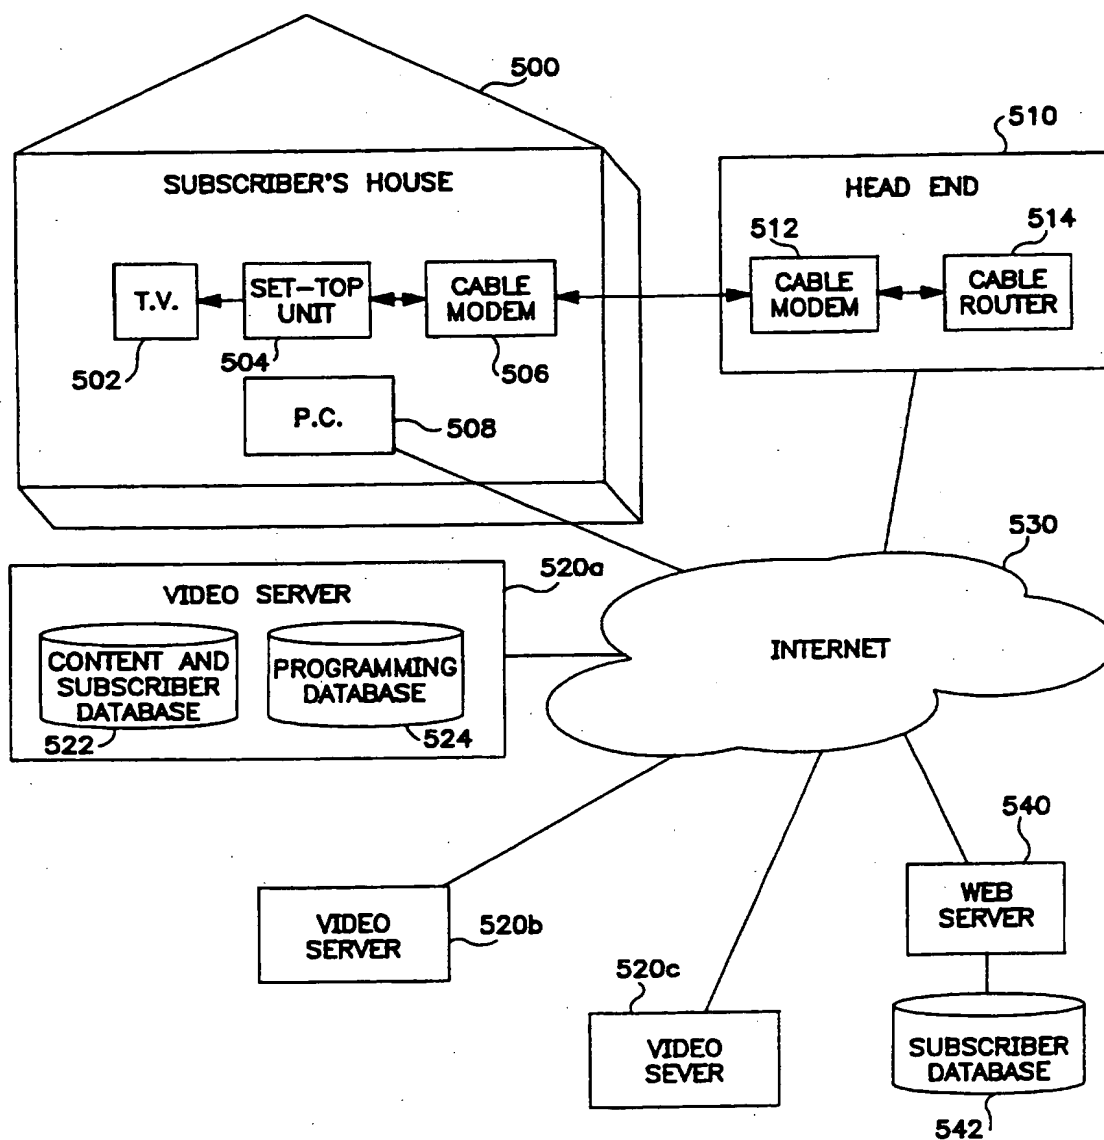 500
510
SUBSCRIBER'S HOUSE
HEAD END
512
514
T.V.
SET-TOP
UNIT
CABLE
MODEM
CABLE
MODEM
CABLE
ROUTER
502
504
506
P.C.
508
530
520a
VIDEO SERVER
CONTENT AND
SUBSCRIBER
DATABASE
PROGRAMMING
DATABASE
522
524
INTERNET
540
WEB
SERVER
VIDEO
SERVER
520b
520c
VIDEO
SEVER
SUBSCRIBER
DATABASE
542